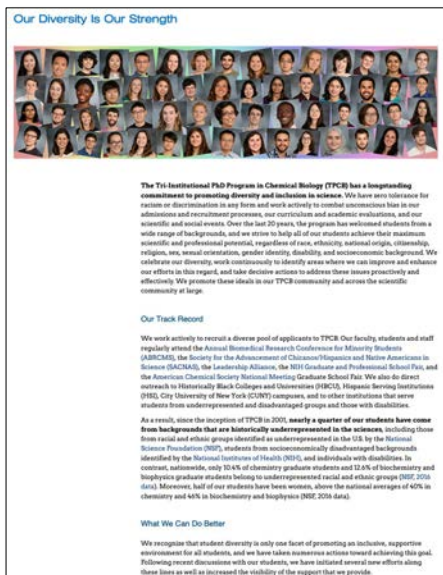 Our Diversity Is Our Strength
The Tri-Institutional PhD Program in Chemical Biology (TPCB) has a longstanding
commitment to promoting diversity and inclusion in science. We have zero tolerance for
racism or discrimination in any form and work actively to combat unconscious bias in our
admissions and recruitment processes, our curriculum and academic evaluations, and our
scientific and social events. Over the last 20 years, the program has welcomed students from a
wide range of backgrounds, and we strive to help all of our students achieve their maximum
scientific and professional potential, regardless of race, ethnicity, national origin, citizenship,
religion, sex, sexual orientation, gender identity, disability, and socioeconomic background. We
celebrate our diversity, work continuously to identify areas where we can improve and enhance
our efforts in this regard, and take decisive actions to address these issues proactively and
effectively. We promote these ideals in our TPCB community and across the scientific
community at large.
Our Track Record
We work actively to recruit a diverse pool of applicants to TPCB. Our faculty, students and staff
regularly attend the Annual Biomedical Research Conference for Minority Students
(ABRCMS), the Society for the Advancement of Chicanos/Hispanics and Native Americans in
Science (SACNAS), the Leadership Alliance, the NIH Graduate and Professional School Fair, and
the American Chemical Society National Meeting Graduate School Fair. We also do direct
outreach to Historically Black Colleges and Universities (HBCU), Hispanic Serving Institutions
(HSI), City University of New York (CUNY) campuses, and to other institutions that serve
students from underrepresented and disadvantaged groups and those with disabilities.
As a result, since the inception of TPCB in 2001, nearly a quarter of our students have come
from backgrounds that are historically underrepresented in the sciences, including those
from racial and ethnic groups identified as underrepresented in the U.S. by the National
Science Foundation (NSF), students from socioeconomically disadvantaged backgrounds
identified by the National Institutes of Health (NIH), and individuals with disabilities. In
contrast, nationwide, only 10.4% of chemistry graduate students and 12.6% of biochemistry and
biophysics graduate students belong to underrepresented racial and ethnic groups (NSF, 2016
data). Moreover, half of our students have been women, above the national averages of 40% in
chemistry and 46% in biochemistry and biophysics (NSF, 2016 data).
What We Can Do Better
We recognize that student diversity is only one facet of promoting an inclusive, supportive
environment for all students, and we have taken numerous actions toward achieving this goal.
Following recent discussions with our students, we have initiated several new efforts along
these lines as well as increased the visibility of the support that we provide.